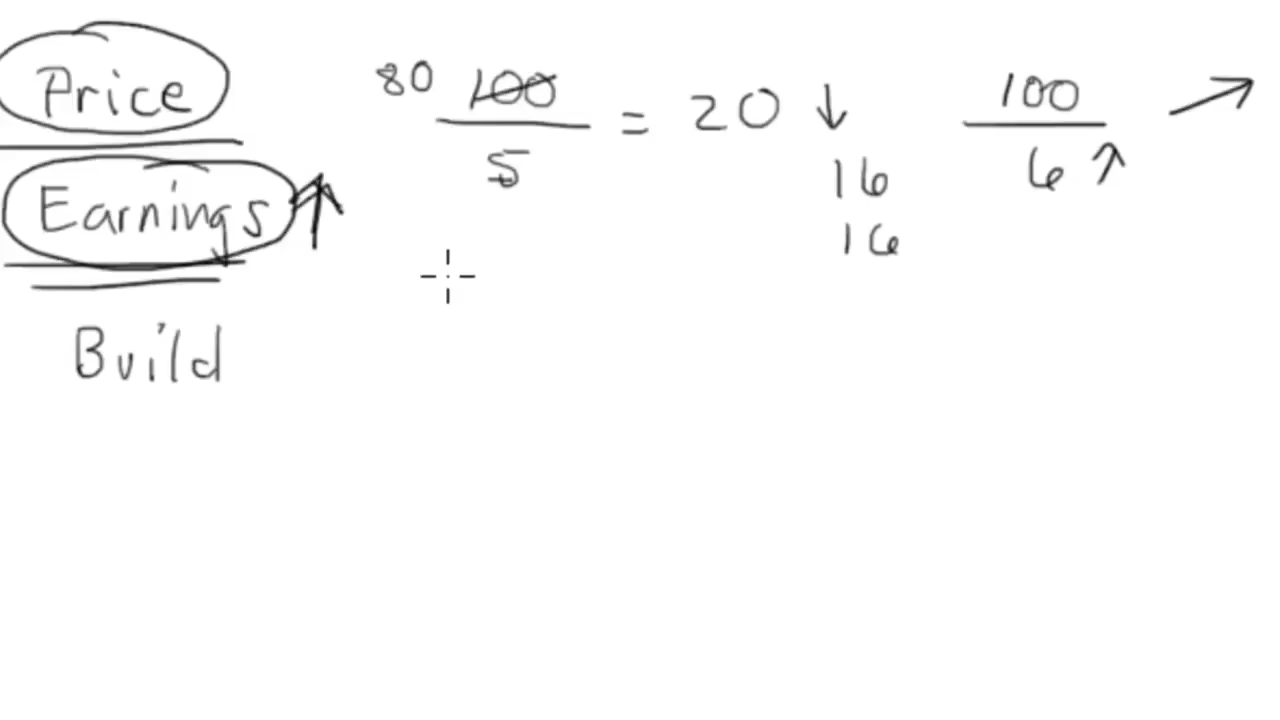 Price
Earnings
Build
80 100
5
= 20 ↓
16
16
100
6 ↑